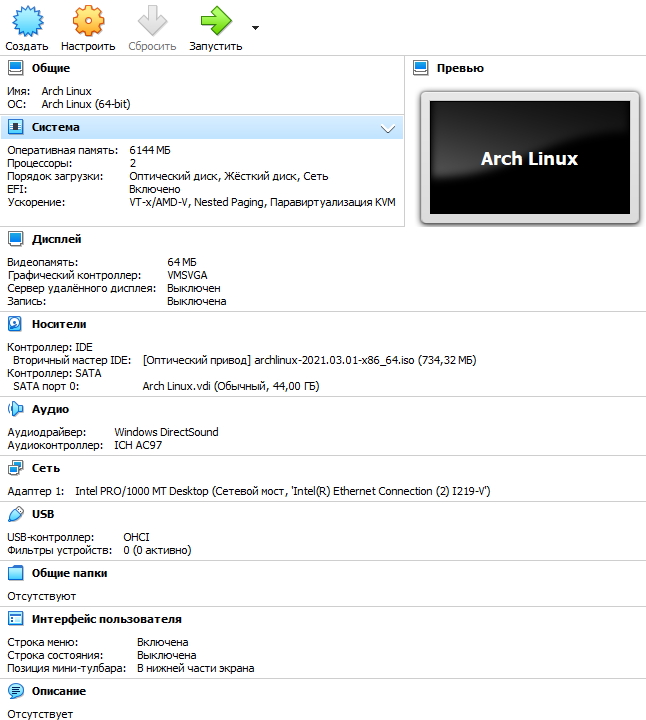 Создать Настроить Сбросить Запустить
Общие
Имя: Arch Linux
ОС: Arch Linux (64-bit)
Превью
Arch Linux
Система
Оперативная память: 6144 МБ
Процессоры: 2
Порядок загрузки: Оптический диск, Жёсткий диск, Сеть
EFI: Включено
Ускорение: VT-x/AMD-V, Nested Paging, Паравиртуализация KVM
Дисплей
Видеопамять: 64 МБ
Графический контроллер: VMSVGA
Сервер удалённого дисплея: Выключен
Запись: Выключена
Носители
Контроллер: IDE
Вторичный мастер IDE: [Оптический привод] archlinux-2021.03.01-x86_64.iso (734,32 МБ)
Контроллер: SATA
SATA порт 0: Arch Linux.vdi (Обычный, 44,00 ГБ)
Аудио
Аудиодрайвер: Windows DirectSound
Аудиоконтроллер: ICH AC97
Сеть
Адаптер 1: Intel PRO/1000 MT Desktop (Сетевой мост, 'Intel(R) Ethernet Connection (2) I219-V')
USB
USB-контроллер: OHCI
Фильтры устройств: 0 (0 активно)
Общие папки
Отсутствуют
Интерфейс пользователя
Строка меню: Включена
Строка состояния: Выключена
Позиция мини-тулбара: В нижней части экрана
Описание
Отсутствует